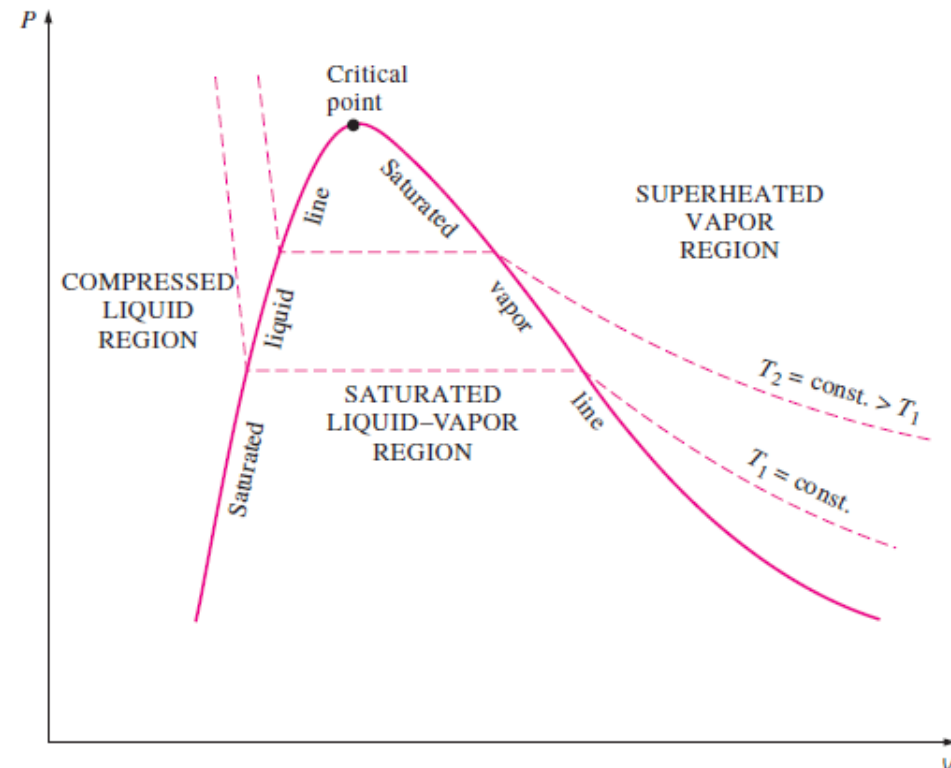 P
Critical
point
Saturated
line
SUPERHEATED
VAPOR
REGION
COMPRESSED
LIQUID
REGION
liquid
vapor
T₂ = const. > T₁
SATURATED
LIQUID–VAPOR
REGION
line
Saturated
T₁ = const.